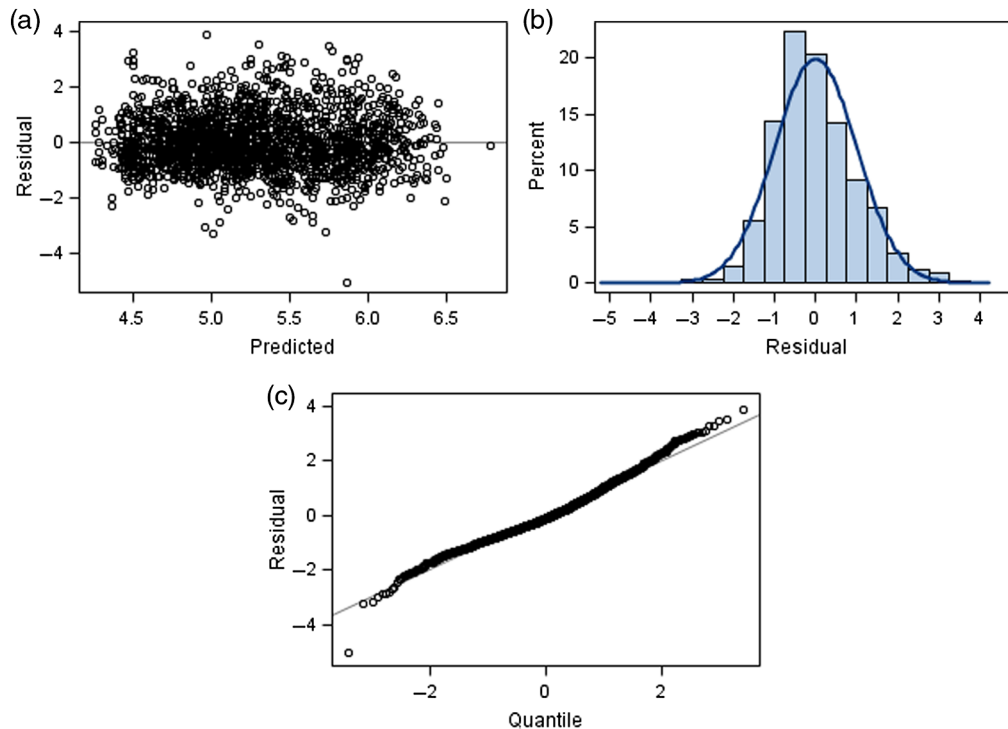 (a)
4
2
0
–2
–4
Residual
4.5 5.0 5.5 6.0 6.5
Predicted
(b)
20
15
10
5
0
Percent
–5 –4 –3 –2 –1 0 1 2 3 4
Residual
(c)
4
2
0
–2
–4
Residual
–2 0 2
Quantile